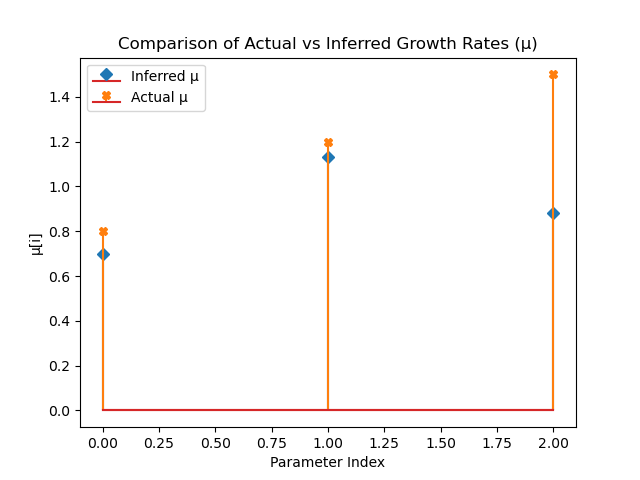 Comparison of Actual vs Inferred Growth Rates (μ)
Inferred μ
Actual μ
μ[i]
1.4
1.2
1.0
0.8
0.6
0.4
0.2
0.0
0.00 0.25 0.50 0.75 1.00 1.25 1.50 1.75 2.00
Parameter Index